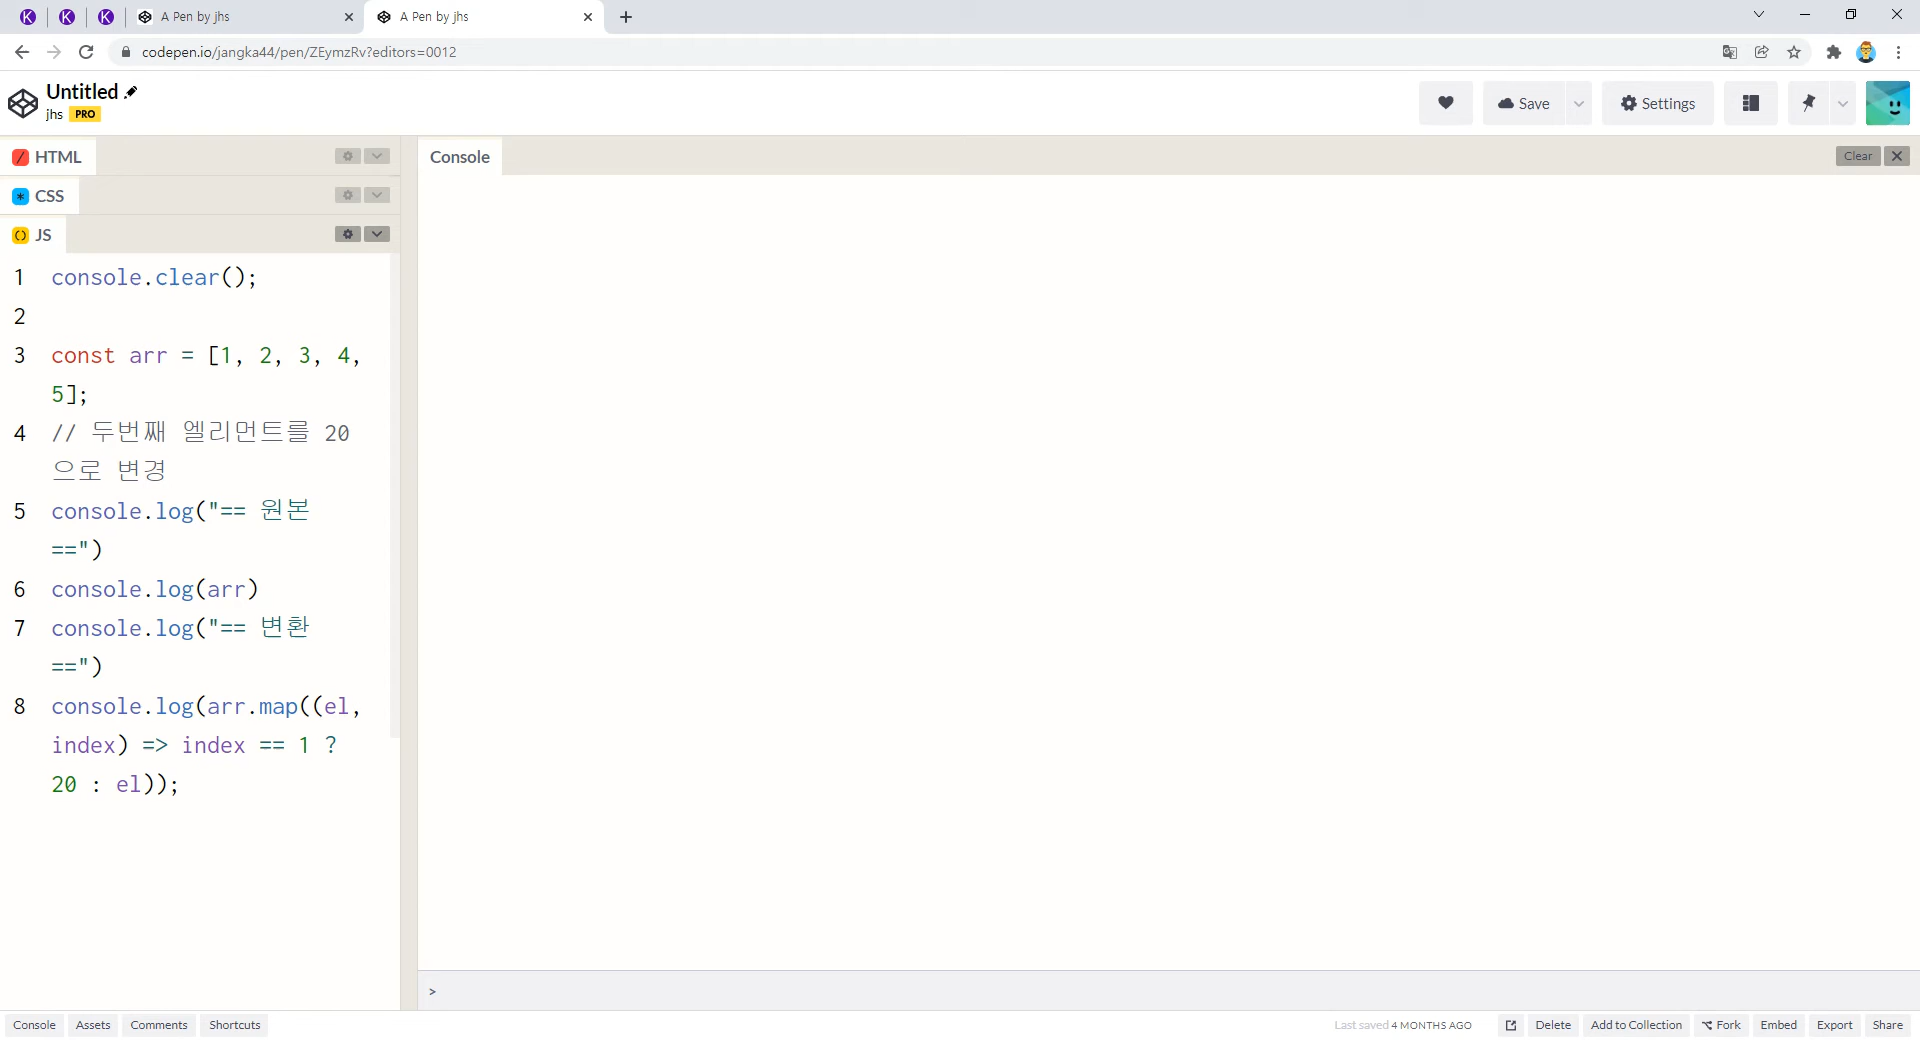 A Pen by jhs
A Pen by jhs
codepen.io/jangka44/pen/ZEymzRv?editors=0012
Untitled
jhs PRO
Save
Settings
HTML
CSS
JS
1 console.clear();
2
3 const arr = [1, 2, 3, 4,
5];
4 // 두번째 엘리먼트를 20
으로 변경
5 console.log("== 원본
==")
6 console.log(arr)
7 console.log("== 변환
==")
8 console.log(arr.map((el,
index) => index == 1 ?
20 : el));
Console
Clear
>
Console Assets Comments Shortcuts
Last saved 4 MONTHS AGO
Delete Add to Collection Fork Embed Export Share